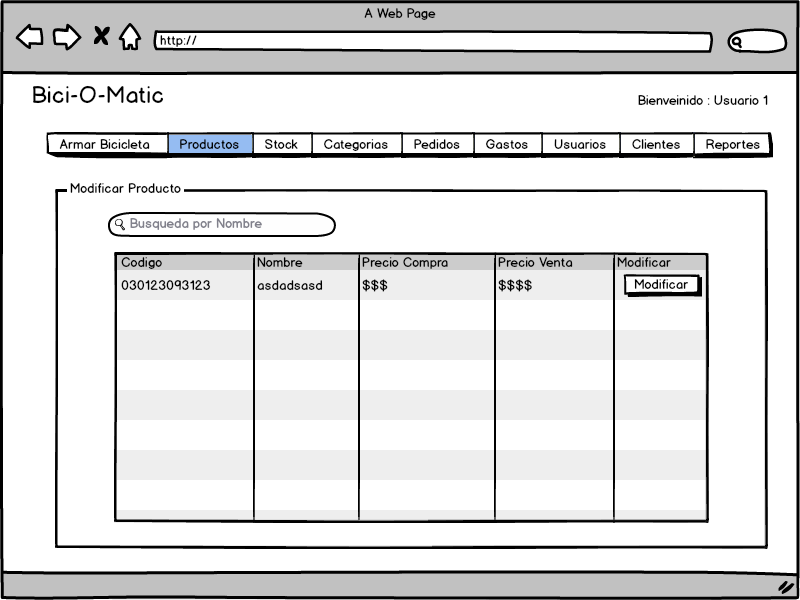 A Web Page
http://
Bici-O-Matic
Bienveinido : Usuario 1
Armar Bicicleta Productos Stock Categorias Pedidos Gastos Usuarios Clientes Reportes
Modificar Producto
Busqueda por Nombre
Codigo Nombre Precio Compra Precio Venta Modificar
030123093123 asdadsasd $$$ $$$$ Modificar